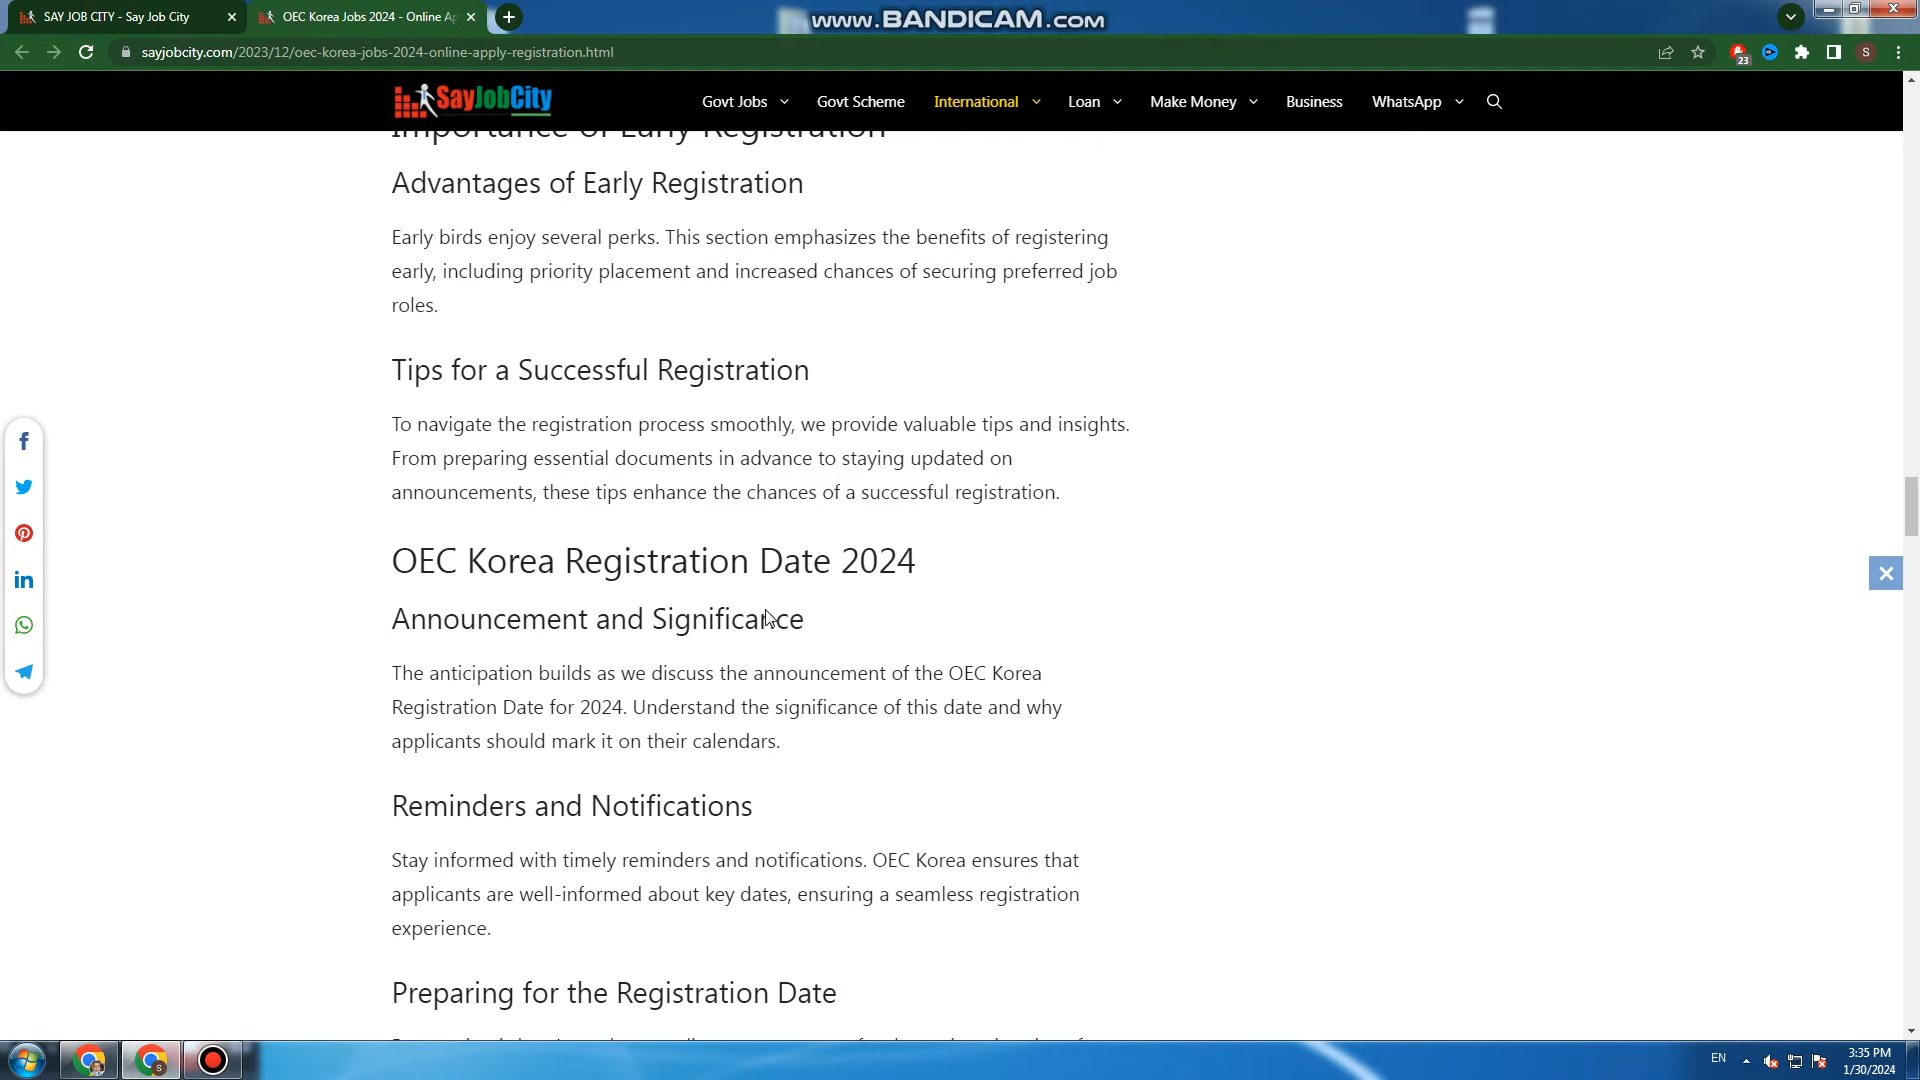 SAY JOB CITY - Say Job City
OEC Korea Jobs 2024 - Online Ap
www.BANDICAM.com
sayjobcity.com/2023/12/oec-korea-jobs-2024-online-apply-registration.html
23
S
SayJobCity
Govt Jobs
Govt Scheme
International
Loan
Make Money
Business
WhatsApp
Importance of Early Registration
Advantages of Early Registration
Early birds enjoy several perks. This section emphasizes the benefits of registering
early, including priority placement and increased chances of securing preferred job
roles.
Tips for a Successful Registration
To navigate the registration process smoothly, we provide valuable tips and insights.
From preparing essential documents in advance to staying updated on
announcements, these tips enhance the chances of a successful registration.
OEC Korea Registration Date 2024
Announcement and Significance
The anticipation builds as we discuss the announcement of the OEC Korea
Registration Date for 2024. Understand the significance of this date and why
applicants should mark it on their calendars.
Reminders and Notifications
Stay informed with timely reminders and notifications. OEC Korea ensures that
applicants are well-informed about key dates, ensuring a seamless registration
experience.
Preparing for the Registration Date
S
EN
3:35 PM
1/30/2024